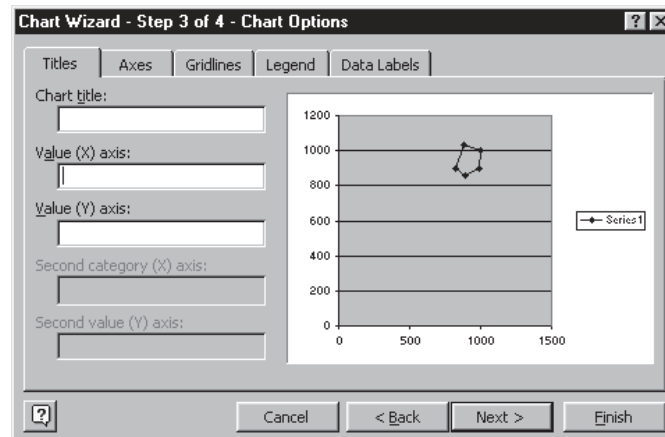 Chart Wizard - Step 3 of 4 - Chart Options
Titles Axes Gridlines Legend Data Labels
Chart title:
Value (X) axis:
Value (Y) axis:
Second category (X) axis:
Second value (Y) axis:
1200
1000
800
600
400
200
0
0 500 1000 1500
Series1
Cancel < Back Next > Finish